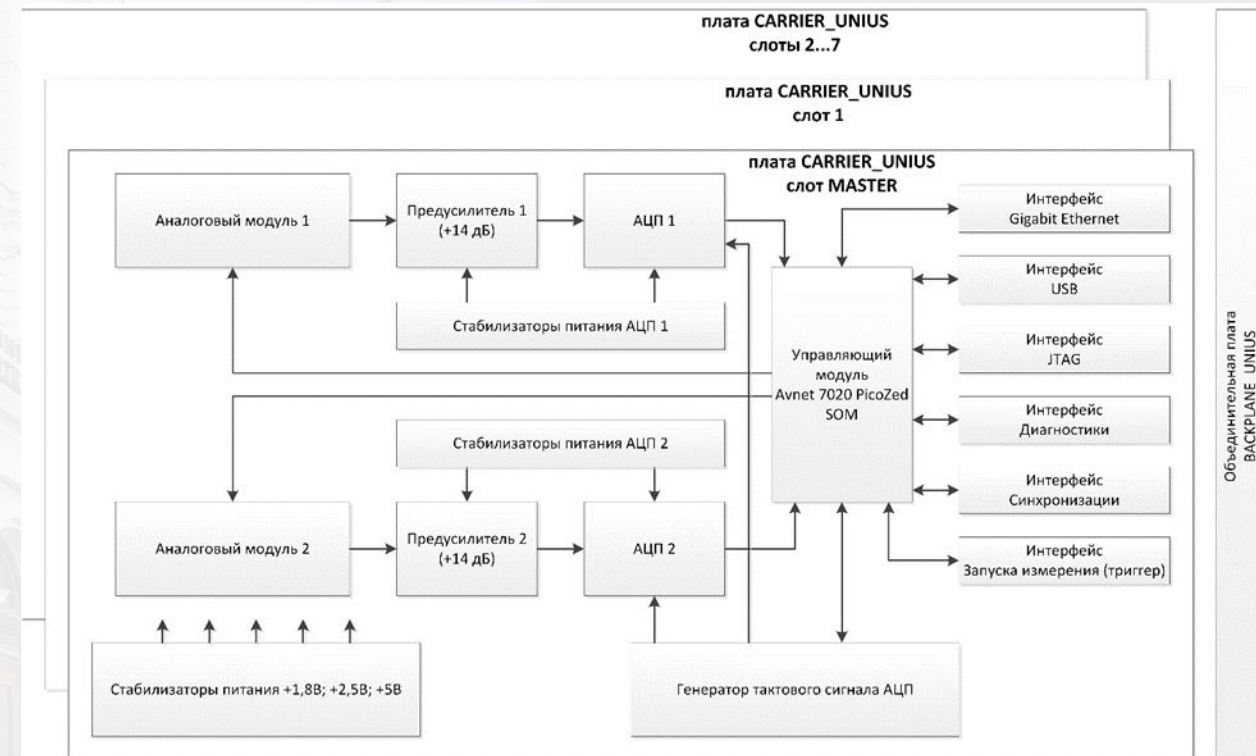 плата CARRIER_UNIUS
слоты 2...7
плата CARRIER_UNIUS
слот 1
плата CARRIER_UNIUS
слот MASTER
Аналоговый модуль 1
Предусилитель 1
(+14 дБ)
АЦП 1
Стабилизаторы питания АЦП 1
Управляющий
модуль
Avnet 7020 PicoZed
SOM
Интерфейс
Gigabit Ethernet
Интерфейс
USB
Интерфейс
JTAG
Интерфейс
Диагностики
Интерфейс
Синхронизации
Интерфейс
Запуска измерения (триггер)
Стабилизаторы питания АЦП 2
Аналоговый модуль 2
Предусилитель 2
(+14 дБ)
АЦП 2
Стабилизаторы питания +1,8В; +2,5В; +5В
Генератор тактового сигнала АЦП
Объединительная плата
BACKPLANE_UNIUS